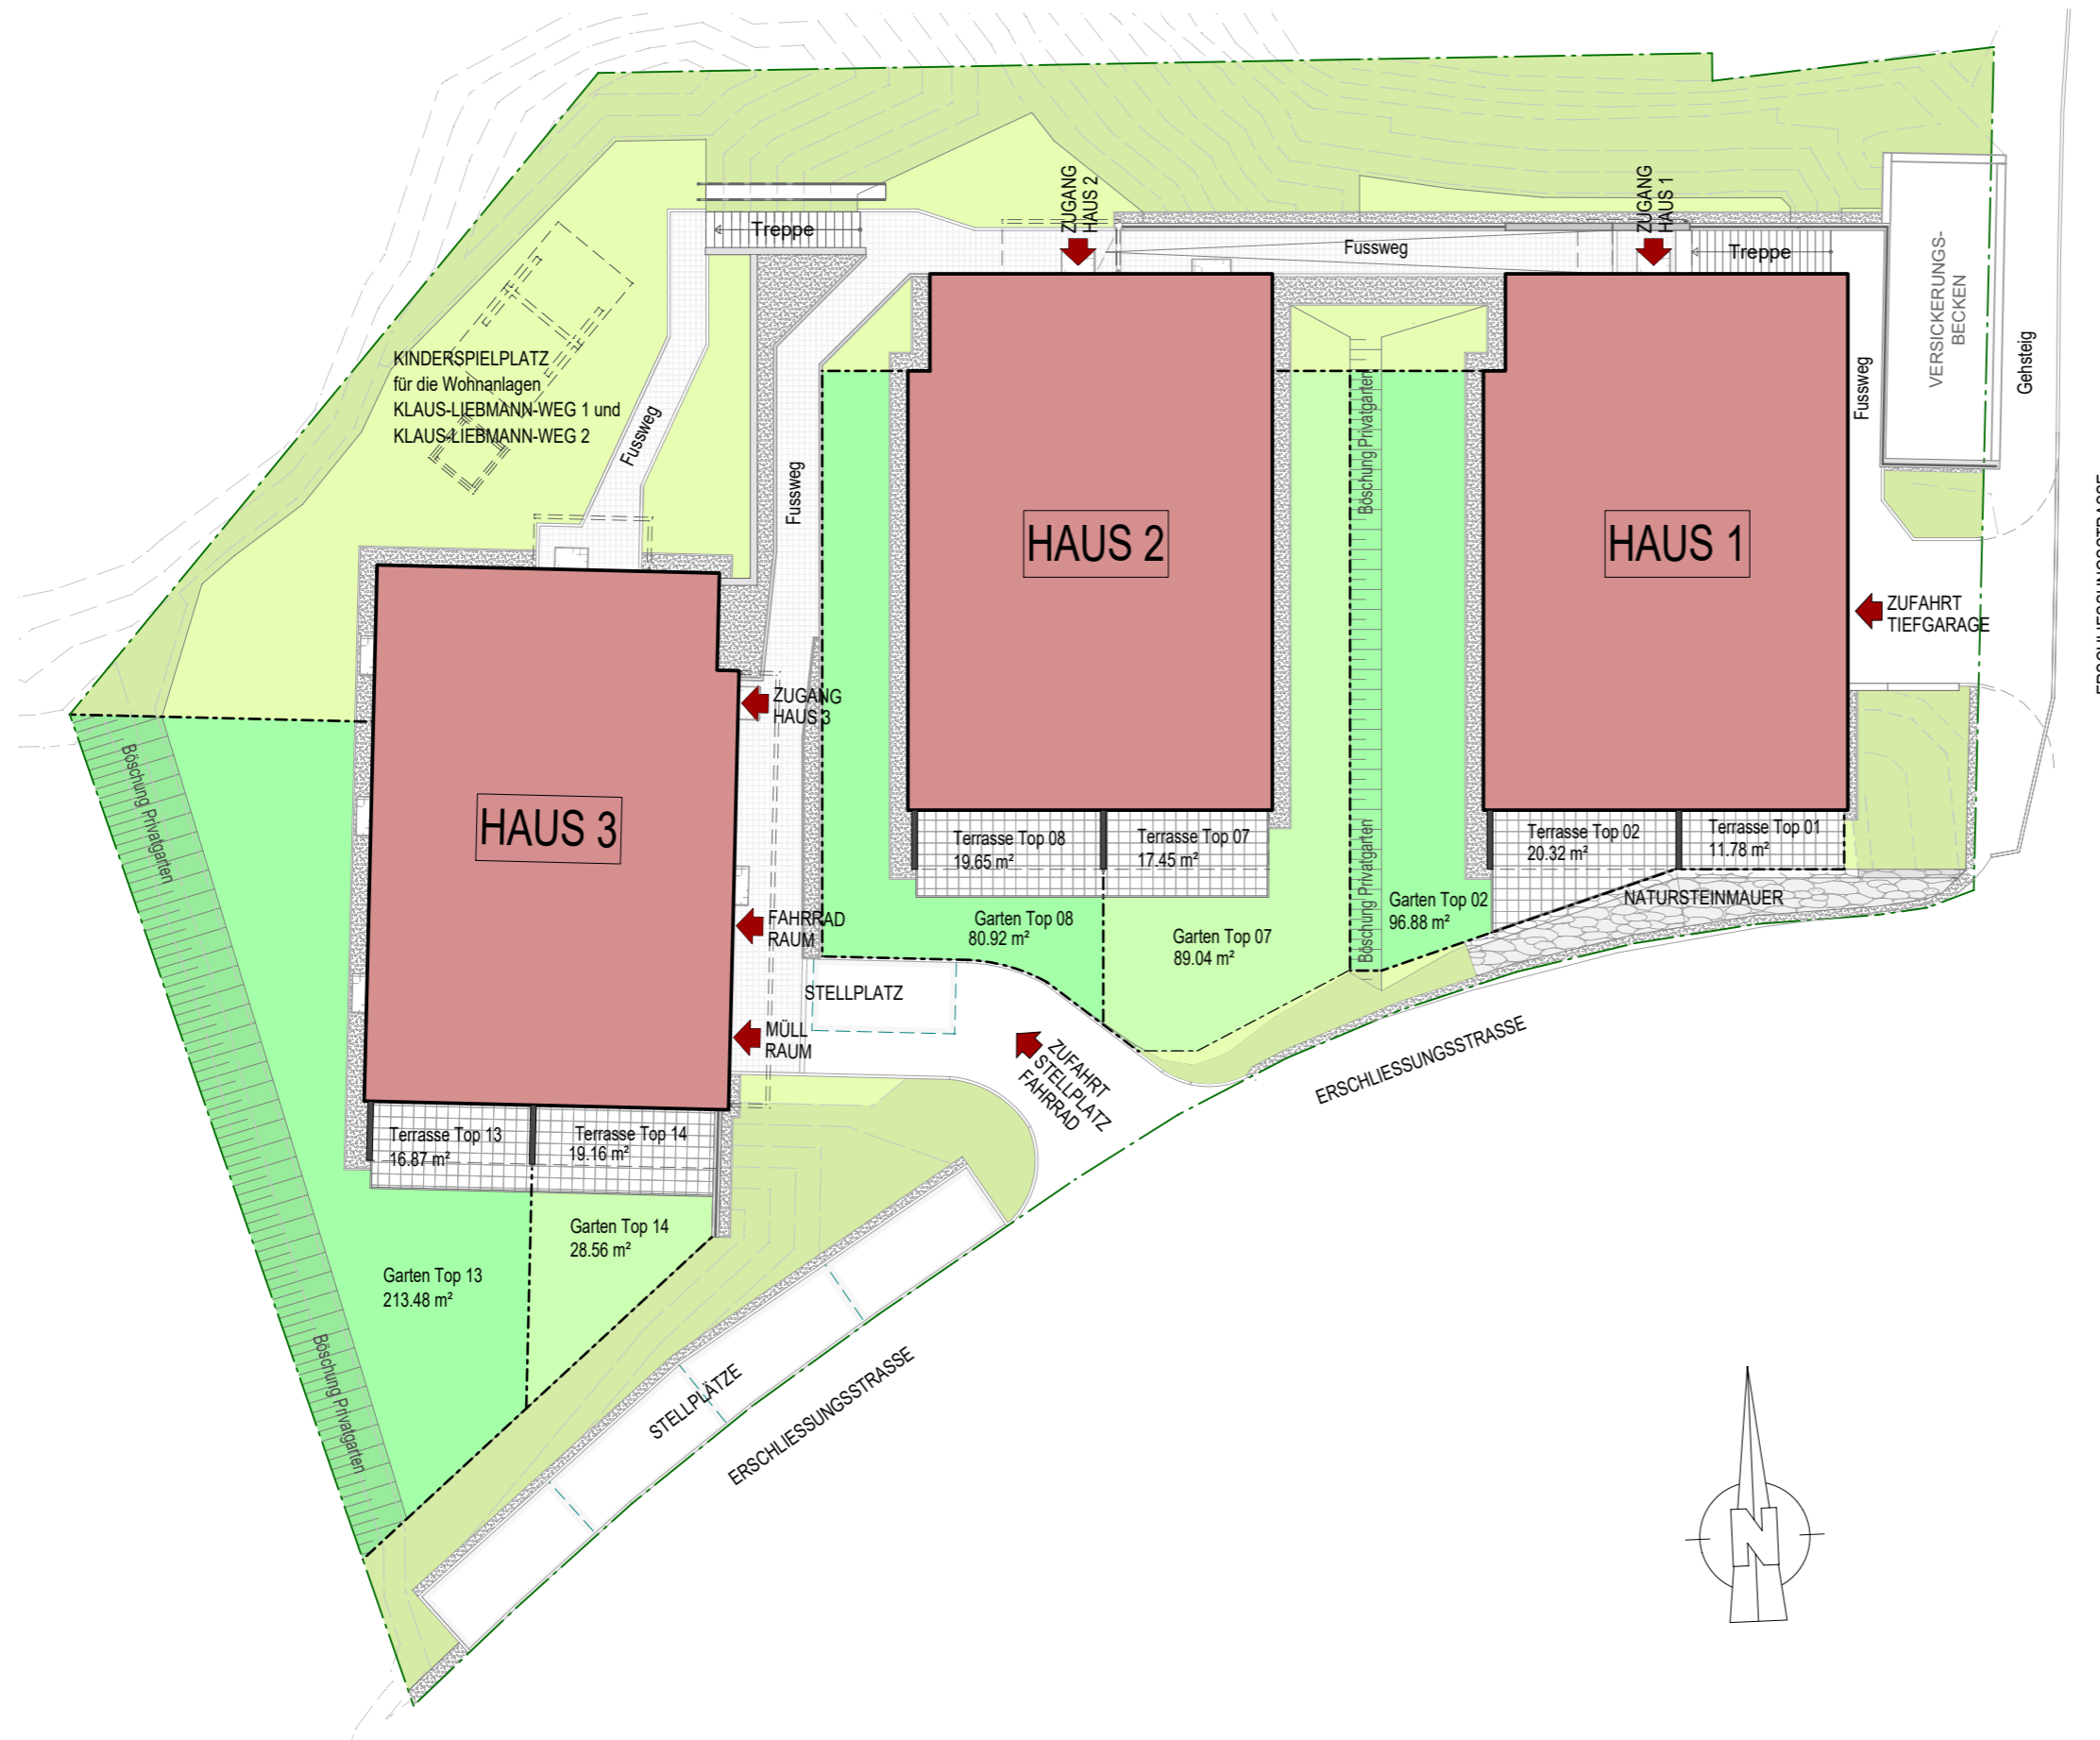 ZUGANG
HAUS 2
ZUGANG
HAUS 1
Treppe
Fussweg
Treppe
VERSICKERUNGS-
BECKEN
Gehsteig
Fussweg
KINDERSPIELPLATZ
für die Wohnanlagen
KLAUS-LIEBMANN-WEG 1 und
KLAUS-LIEBMANN-WEG 2
Fussweg
Fussweg
Böschung Privatgarten
HAUS 2
HAUS 1
ERSCHLIESSUNGSSTRASSE
ZUFAHRT
TIEFGARAGE
ZUGANG
HAUS 3
Böschung Privatgarten
HAUS 3
Terrasse Top 08
19.65 m²
Terrasse Top 07
17.45 m²
Böschung Privatgarten
Terrasse Top 02
20.32 m²
Terrasse Top 01
11.78 m²
NATURSTEINMAUER
Garten Top 02
96.88 m²
Garten Top 08
80.92 m²
Garten Top 07
89.04 m²
FAHRRAD
RAUM
STELLPLATZ
MÜLL
RAUM
ZUFAHRT
STELLPLATZ
FAHRRAD
ERSCHLIESSUNGSSTRASSE
Terrasse Top 13
16.87 m²
Terrasse Top 14
19.16 m²
Garten Top 14
28.56 m²
Garten Top 13
213.48 m²
Böschung Privatgarten
STELLPLÄTZE
ERSCHLIESSUNGSSTRASSE
N